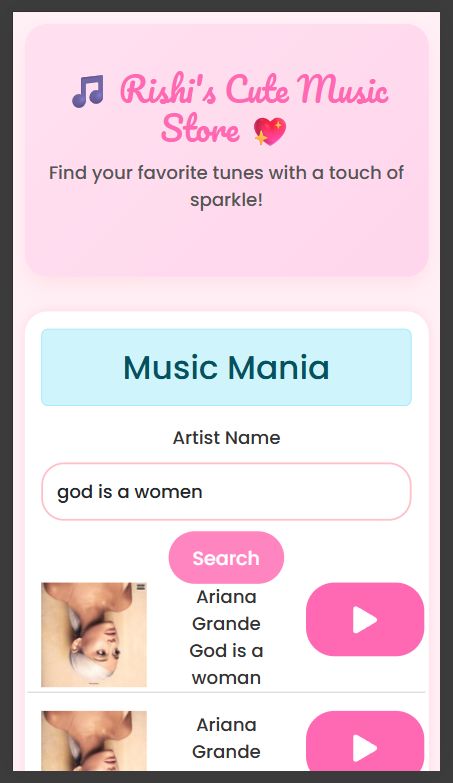 🎵 Rishi's Cute Music
Store 💖
Find your favorite tunes with a touch of
sparkle!
Music Mania
Artist Name
god is a women
Search
Ariana
Grande
God is a
woman
Ariana
Grande